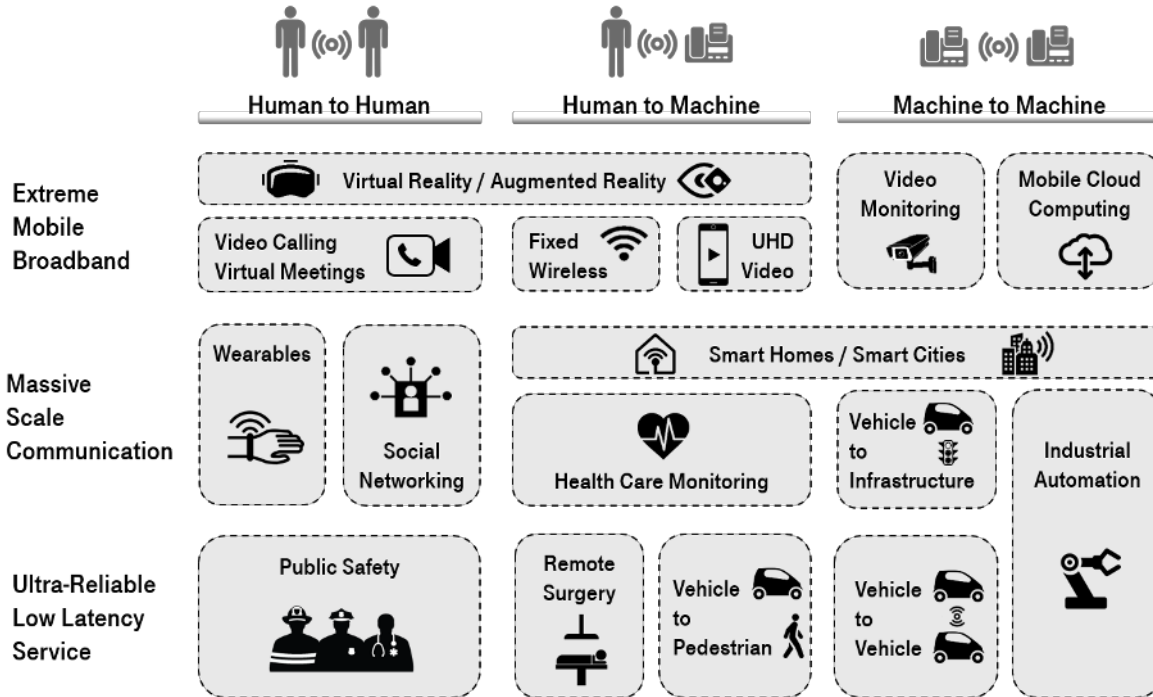 Human to Human
Human to Machine
Machine to Machine
Extreme
Mobile
Broadband
Virtual Reality / Augmented Reality
Video Calling
Virtual Meetings
Fixed
Wireless
UHD
Video
Video
Monitoring
Mobile Cloud
Computing
Massive
Scale
Communication
Wearables
Social
Networking
Smart Homes / Smart Cities
Health Care Monitoring
Vehicle
to
Infrastructure
Industrial
Automation
Ultra-Reliable
Low Latency
Service
Public Safety
Remote
Surgery
Vehicle
to
Pedestrian
Vehicle
to
Vehicle